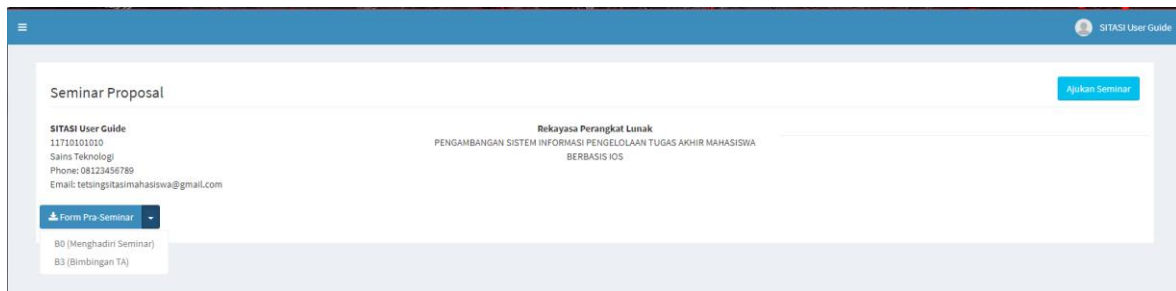 SITASI User Guide
Seminar Proposal
Ajukan Seminar
SITASI User Guide
11710101010
Sains Teknologi
Phone: 08123456789
Email: tetsingsitasimahasiswa@gmail.com
Rekayasa Perangkat Lunak
PENGAMBANGAN SISTEM INFORMASI PENGELOLAAN TUGAS AKHIR MAHASISWA
BERBASIS IOS
Form Pra-Seminar
B0 (Menghadiri Seminar)
B3 (Bimbingan TA)